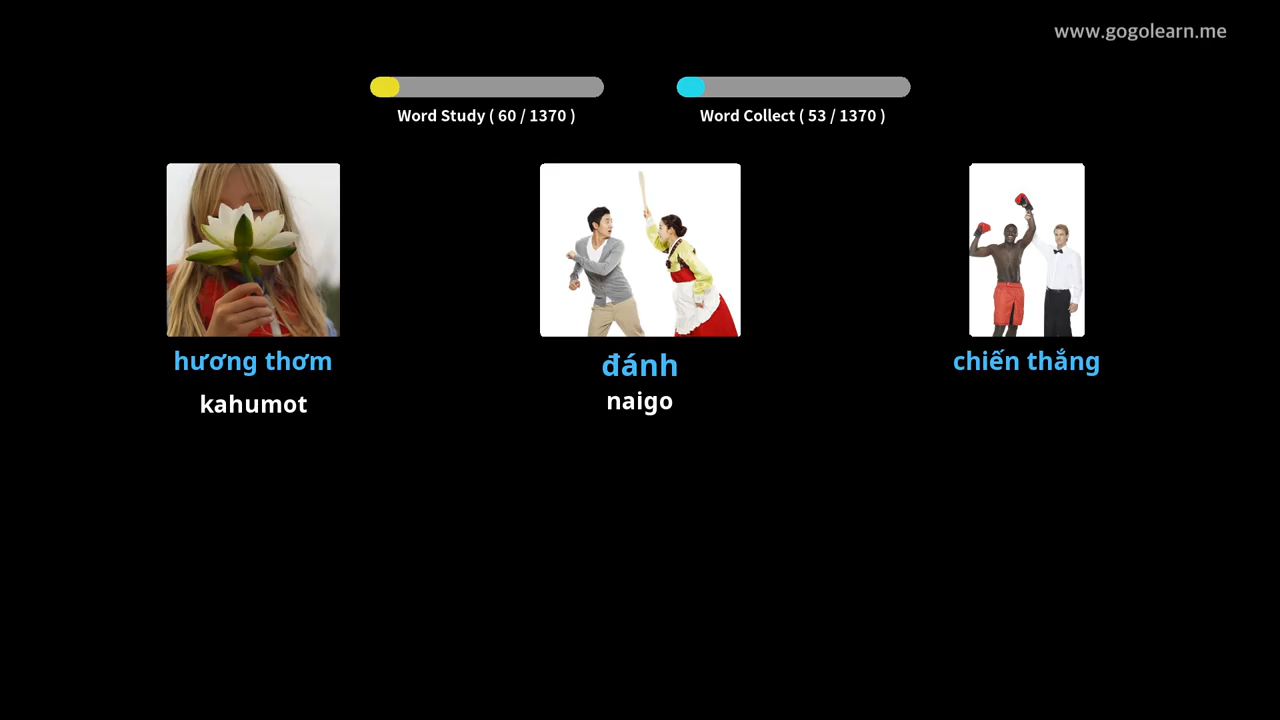 www.gogolearn.me
Word Study ( 60 / 1370 )
Word Collect ( 53 / 1370 )
hương thơm
đánh
chiến thắng
kahumot
naigo